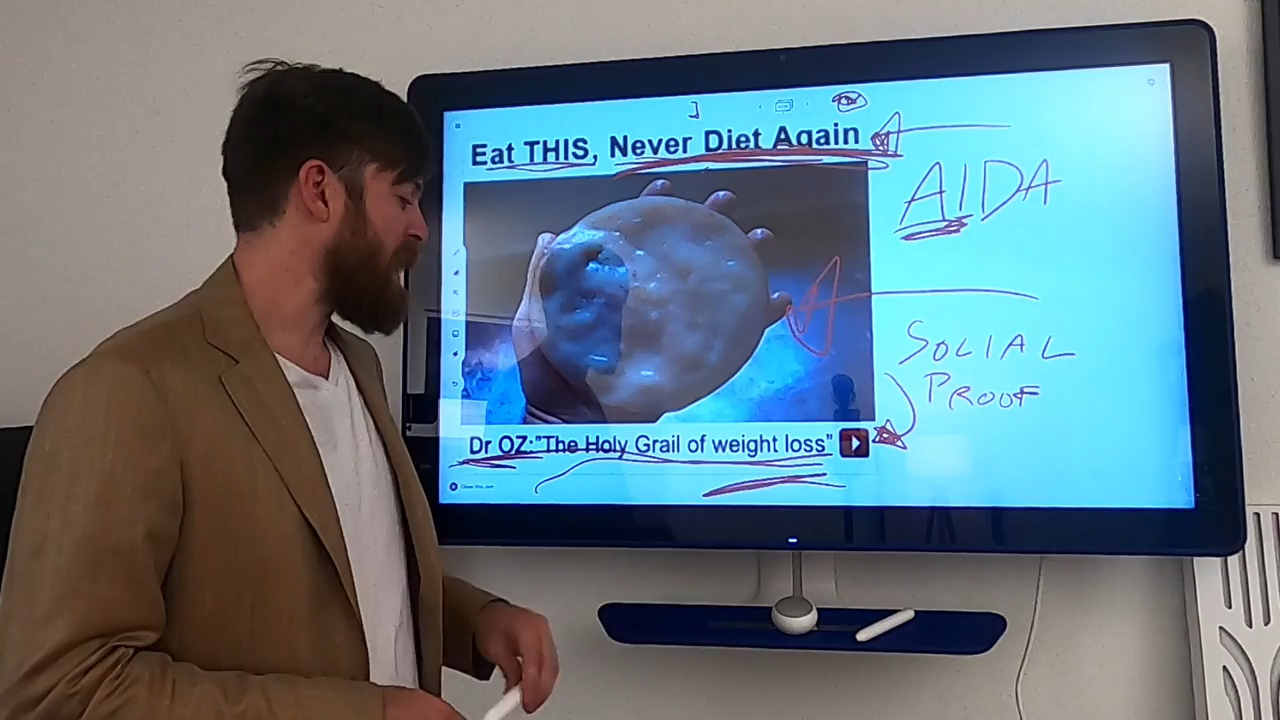 Eat THIS, Never Diet Again
AIDA
SOCIAL
PROOF
Dr OZ:"The Holy Grail of weight loss"